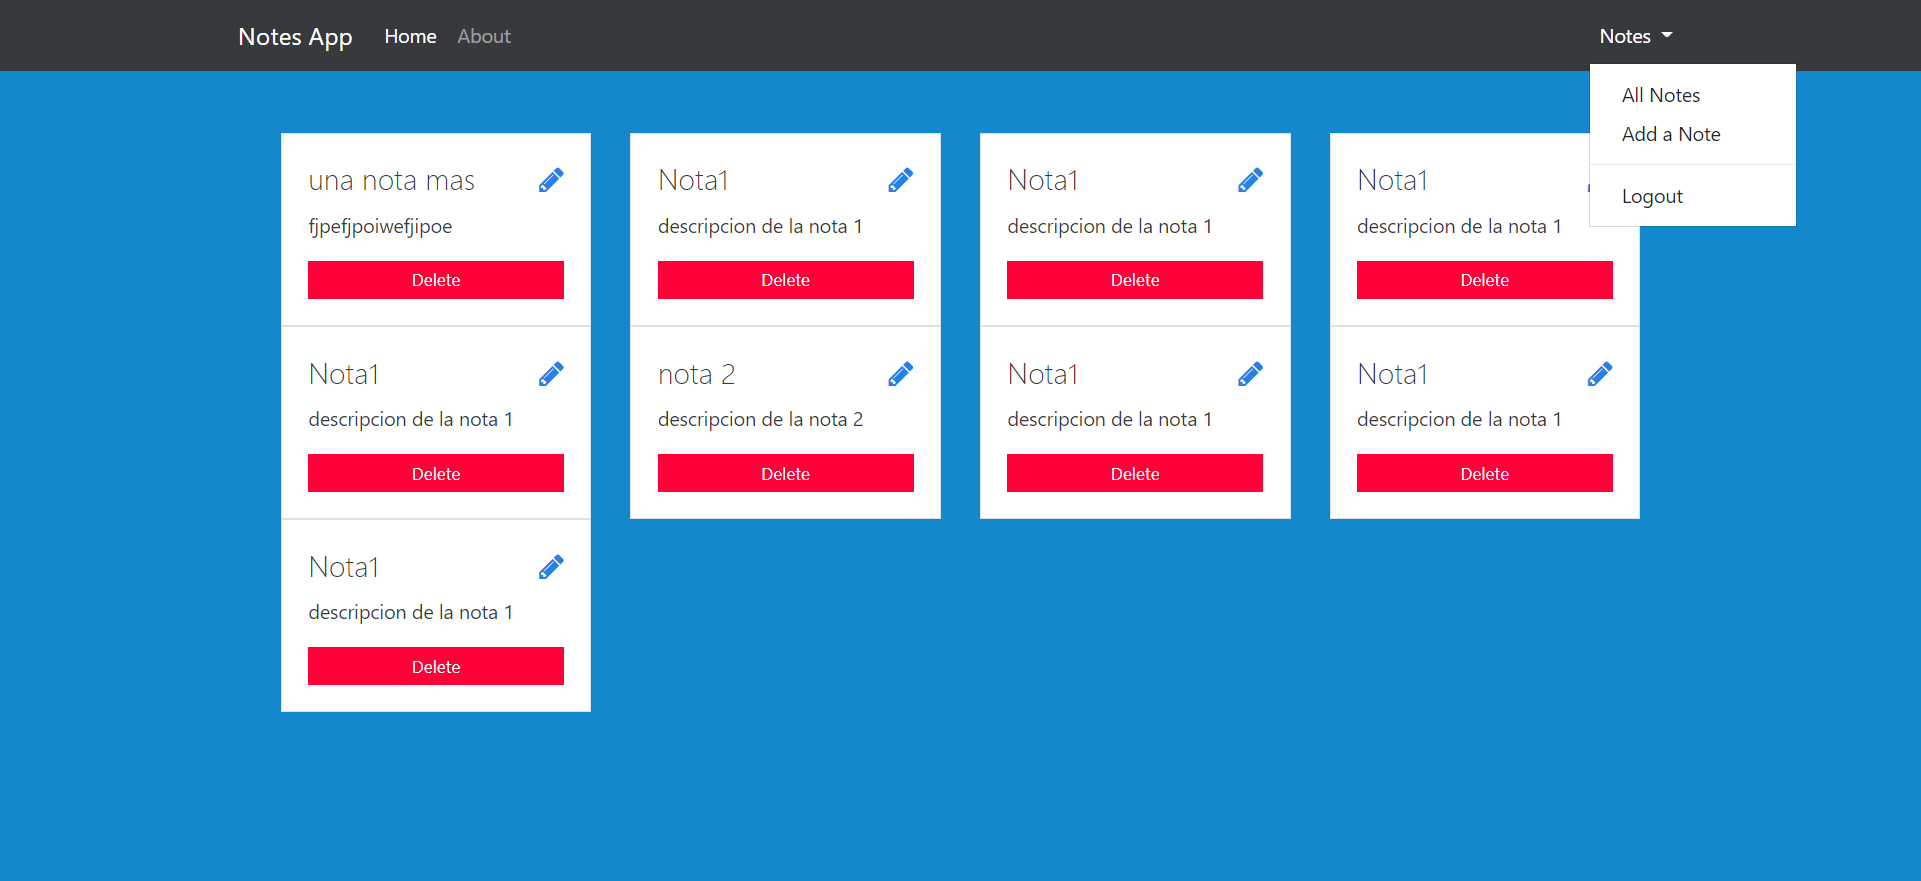 Notes App Home About Notes
All Notes
Add a Note
Logout
una nota mas
fjpefjpoiwefjipoe
Delete
Nota1
descripcion de la nota 1
Delete
Nota1
descripcion de la nota 1
Delete
Nota1
descripcion de la nota 1
Delete
Nota1
descripcion de la nota 1
Delete
nota 2
descripcion de la nota 2
Delete
Nota1
descripcion de la nota 1
Delete
Nota1
descripcion de la nota 1
Delete
Nota1
descripcion de la nota 1
Delete